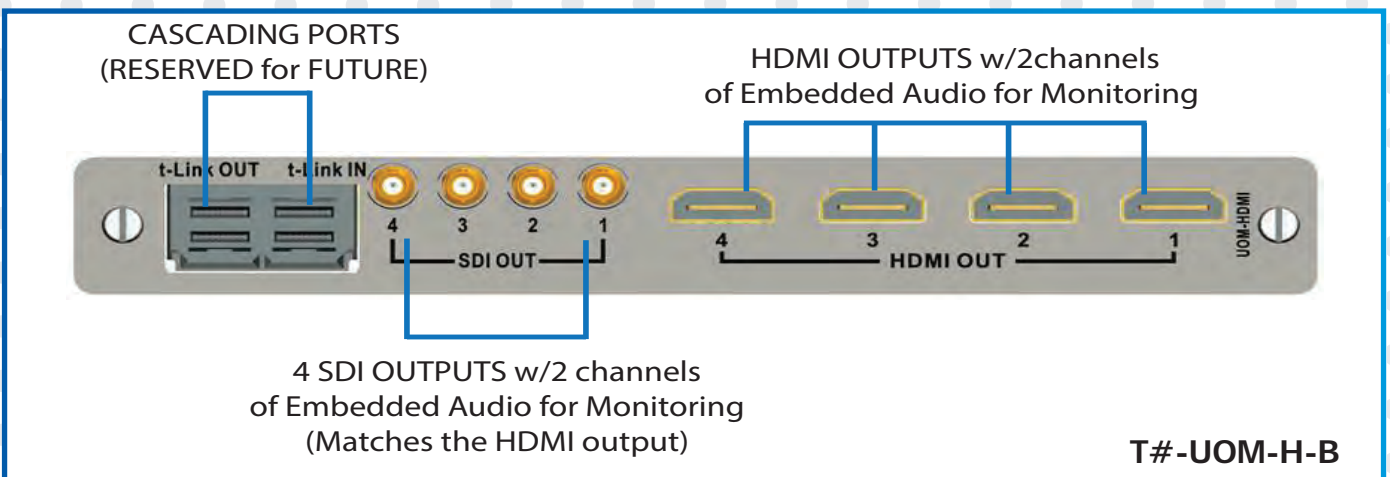 CASCADING PORTS
(RESERVED for FUTURE)
HDMI OUTPUTS w/2channels
of Embedded Audio for Monitoring
t-Link OUT t-Link IN
4 3 2 1
SDI OUT
4 3 2 1
HDMI OUT
UOM-HDMI
4 SDI OUTPUTS w/2 channels
of Embedded Audio for Monitoring
(Matches the HDMI output)
T#-UOM-H-B